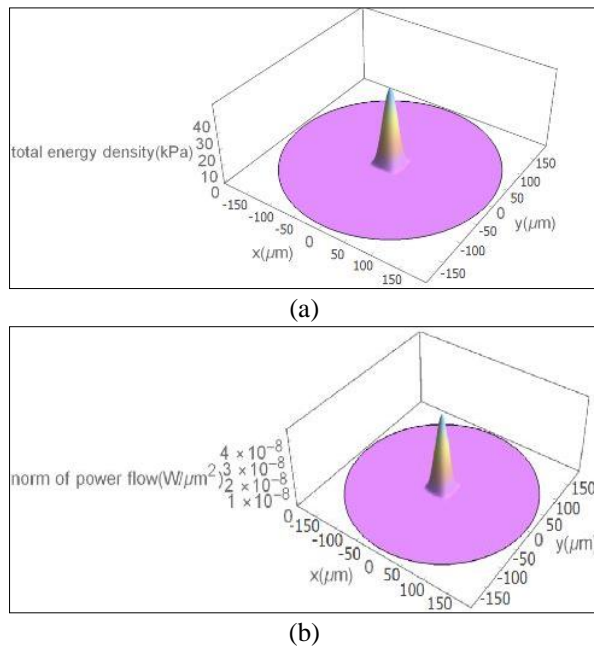 40
30
total energy density(kPa)
20
10
0
-150
-100
-50
0
50
100
150
x(μm)
150
100
50
0
-50
-100
-150
y(μm)
(a)
4 × 10⁻⁸
3 × 10⁻⁸
norm of power flow(W/μm²)
2 × 10⁻⁸
1 × 10⁻⁸
0
-150
-100
-50
0
50
100
150
x(μm)
150
100
50
0
-50
-100
-150
y(μm)
(b)